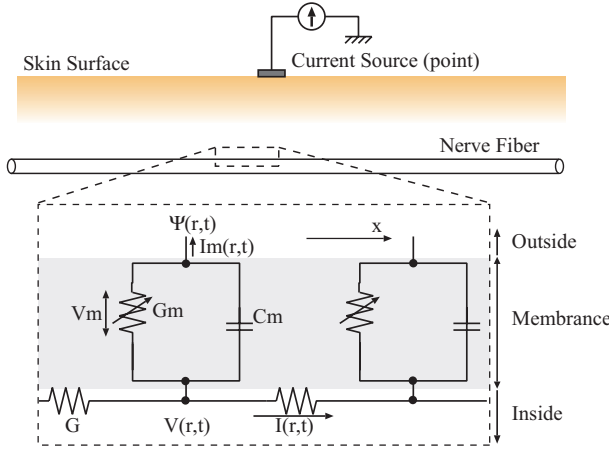 Current Source (point)
Skin Surface
Nerve Fiber
Ψ(r,t)
Im(r,t)
x
Outside
Vm
Gm
Cm
Membrance
G
V(r,t)
I(r,t)
Inside